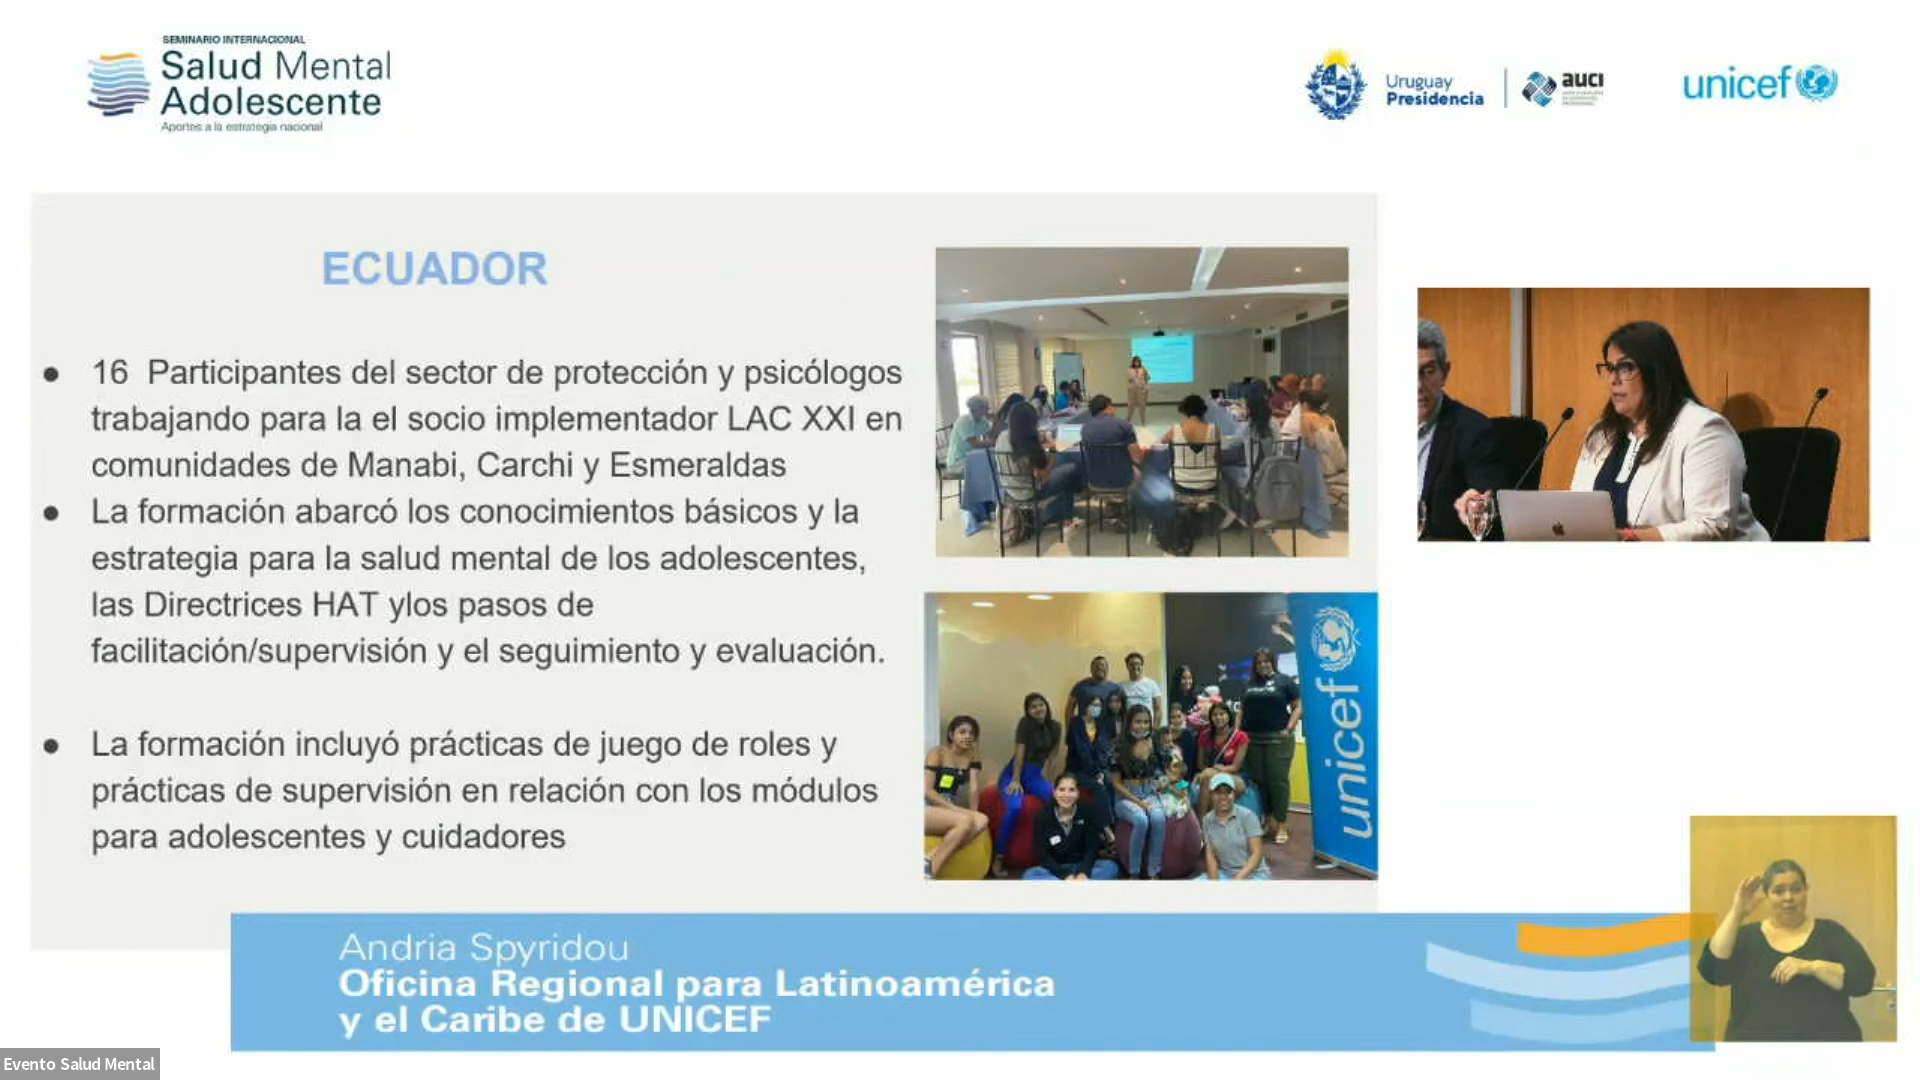 SEMINARIO INTERNACIONAL
Salud Mental
Adolescente
Aportes a la estrategia nacional
Uruguay
Presidencia
auci
unicef
ECUADOR
16 Participantes del sector de protección y psicólogos
trabajando para la el socio implementador LAC XXI en
comunidades de Manabi, Carchi y Esmeraldas
La formación abarcó los conocimientos básicos y la
estrategia para la salud mental de los adolescentes,
las Directrices HAT ylos pasos de
facilitación/supervisión y el seguimiento y evaluación.
La formación incluyó prácticas de juego de roles y
prácticas de supervisión en relación con los módulos
para adolescentes y cuidadores
unicef
Andria Spyridou
Oficina Regional para Latinoamérica
y el Caribe de UNICEF
Evento Salud Mental